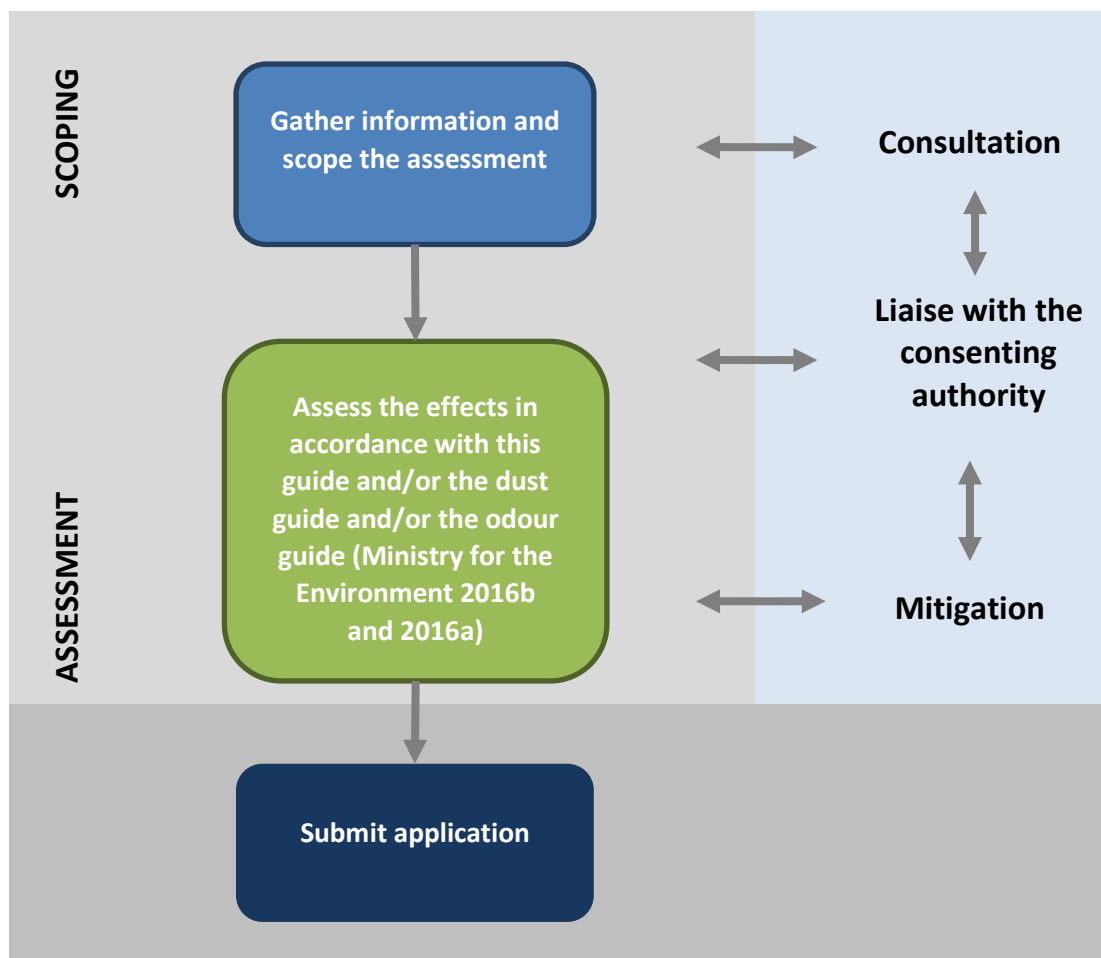 SCOPING
Gather information and
scope the assessment
Consultation
Liaise with the
consenting
authority
ASSESSMENT
Assess the effects in
accordance with this
guide and/or the dust
guide and/or the odour
guide (Ministry for the
Environment 2016b
and 2016a)
Mitigation
Submit application